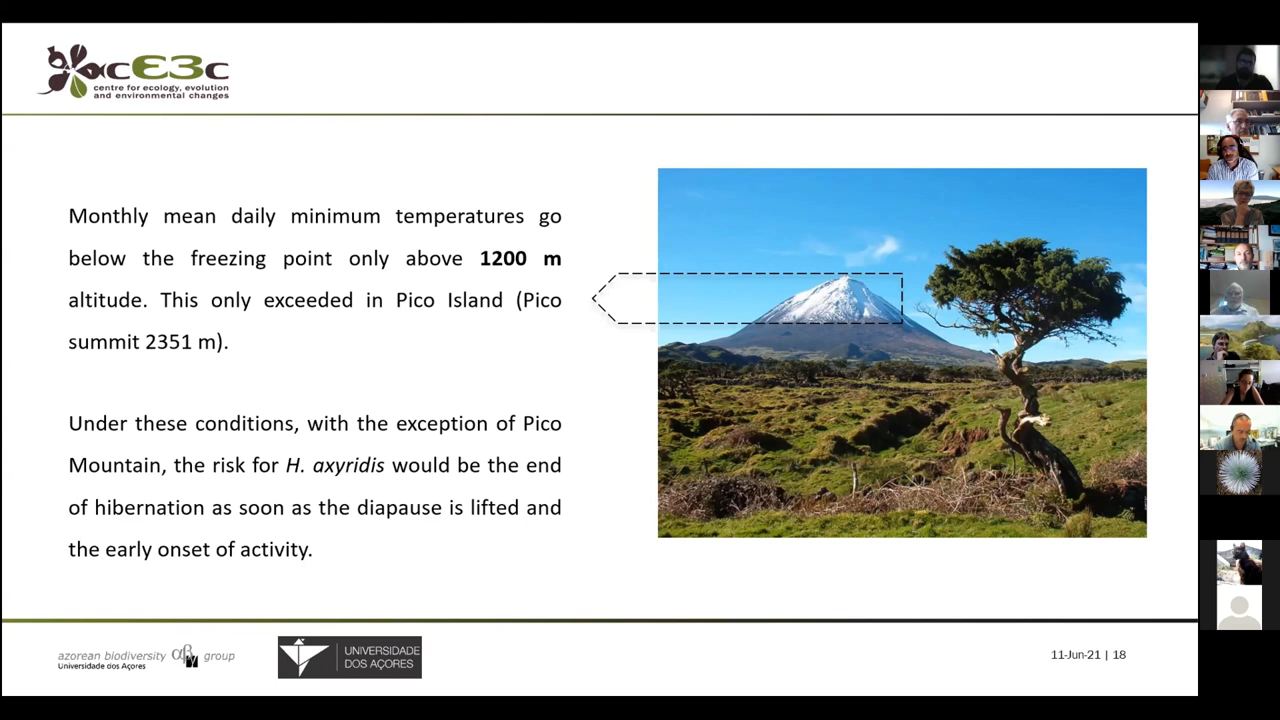 cE3c
centre for ecology, evolution
and environmental changes
Monthly mean daily minimum temperatures go
below the freezing point only above 1200 m
altitude. This only exceeded in Pico Island (Pico
summit 2351 m).
Under these conditions, with the exception of Pico
Mountain, the risk for H. axyridis would be the end
of hibernation as soon as the diapause is lifted and
the early onset of activity.
azorean biodiversity αβ group
Universidade dos Açores
UNIVERSIDADE
DOS AÇORES
11-Jun-21 | 18